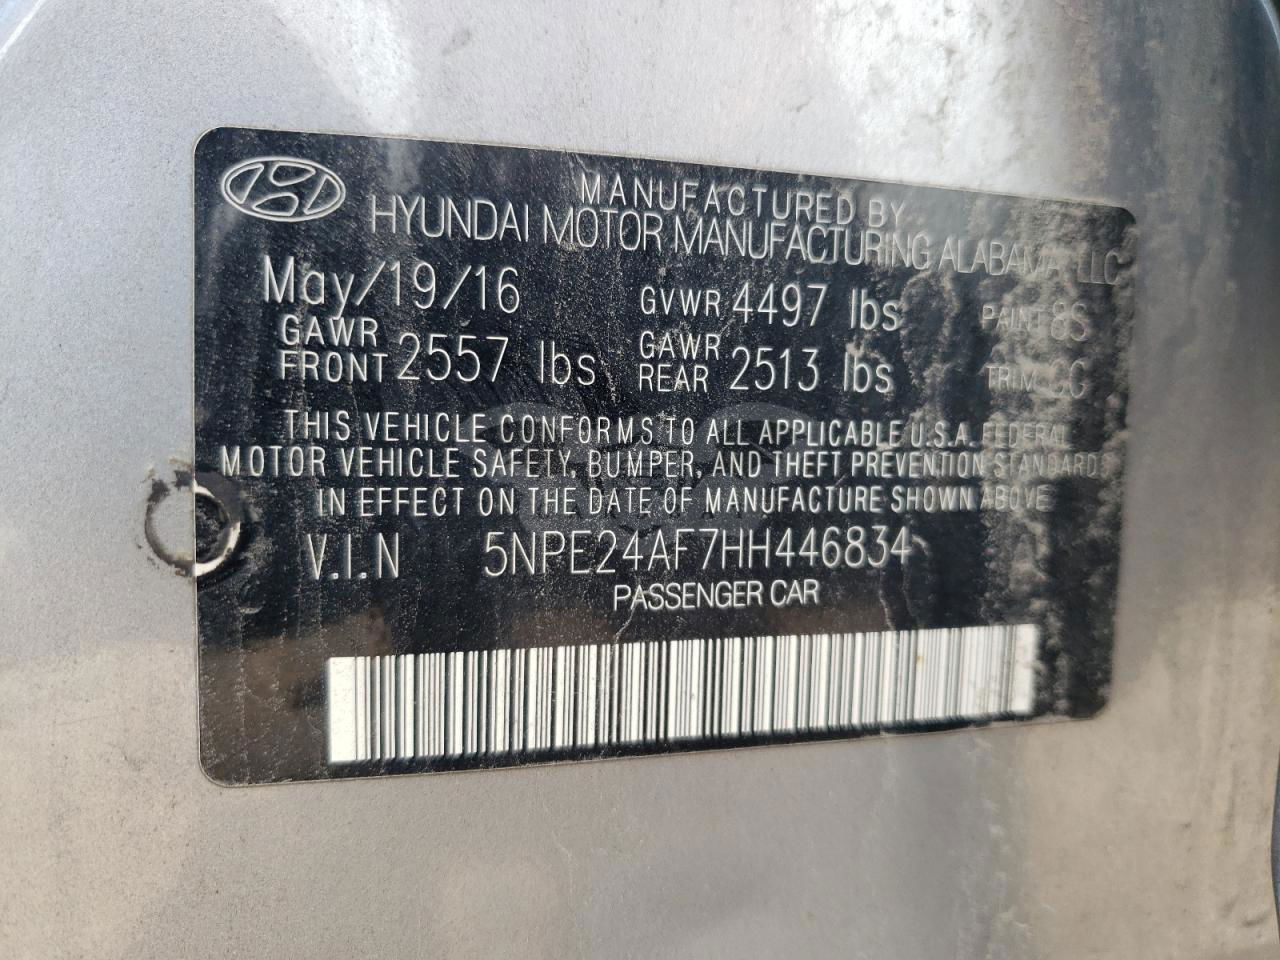 MANUFACTURED BY
HYUNDAI MOTOR MANUFACTURING ALABAMA, LLC
May/19/16 GVWR 4497 lbs PAINT 8S
GAWR FRONT 2557 lbs GAWR REAR 2513 lbs TRIM CG
THIS VEHICLE CONFORMS TO ALL APPLICABLE U.S.A. FEDERAL
MOTOR VEHICLE SAFETY, BUMPER, AND THEFT PREVENTION STANDARDS
IN EFFECT ON THE DATE OF MANUFACTURE SHOWN ABOVE
V.I.N 5NPE24AF7HH446834
PASSENGER CAR